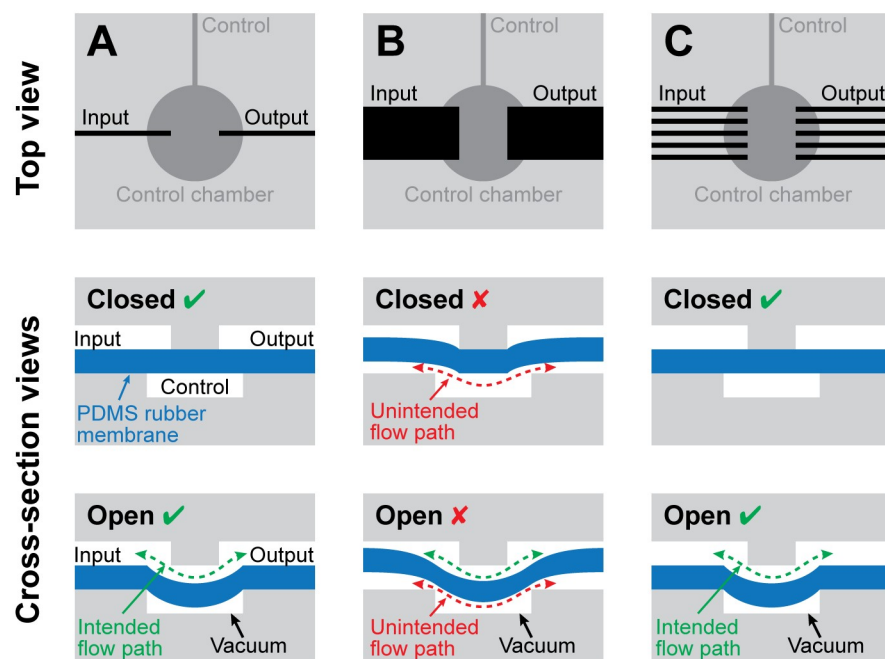 Top view
A
Control
Input
Output
Control chamber
B
Control
Input
Output
Control chamber
C
Control
Input
Output
Control chamber
Cross-section views
Closed ✔
Input
Output
Control
PDMS rubber
membrane
Closed ✘
Unintended
flow path
Closed ✔
Open ✔
Input
Output
Intended
flow path
Vacuum
Open ✘
Unintended
flow path
Vacuum
Open ✔
Intended
flow path
Vacuum